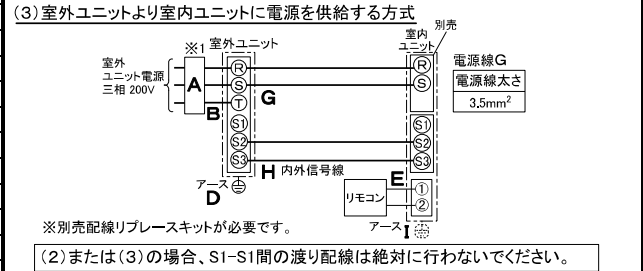 (3)室外ユニットより室内ユニットに電源を供給する方式
別売
※1 室外ユニット
室内
ユニット
室外
ユニット電源
三相 200V
A
B
R
S
T
S1
S2
S3
G
H 内外信号線
R
S
S1
S2
S3
電源線G
電源線太さ
3.5mm²
アース
D
E
リモコン
①
②
アース I
※別売配線リプレースキットが必要です。
(2)または(3)の場合、S1-S1間の渡り配線は絶対に行わないでください。